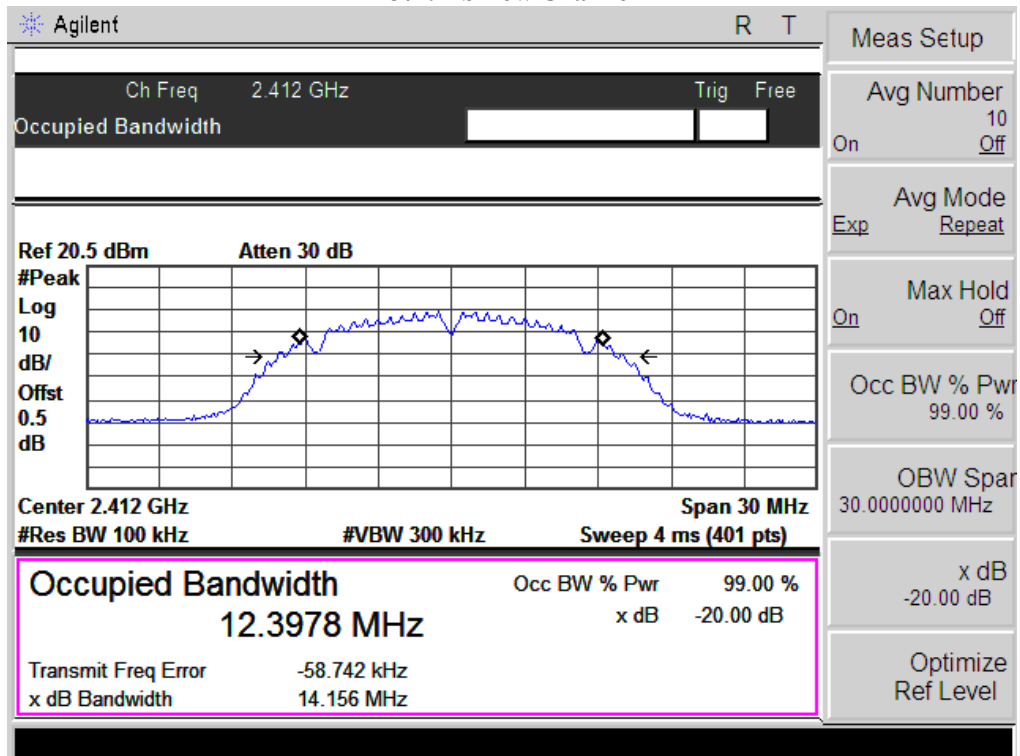 Agilent
R T
Ch Freq 2.412 GHz Trig Free
Occupied Bandwidth
Ref 20.5 dBm Atten 30 dB
#Peak
Log
10
dB/
Offst
0.5
dB
Center 2.412 GHz Span 30 MHz
#Res BW 100 kHz #VBW 300 kHz Sweep 4 ms (401 pts)
Occupied Bandwidth
12.3978 MHz
Occ BW % Pwr 99.00 %
x dB -20.00 dB
Transmit Freq Error -58.742 kHz
x dB Bandwidth 14.156 MHz
Meas Setup
Avg Number
10
On Off
Avg Mode
Exp Repeat
Max Hold
On Off
Occ BW % Pwr
99.00 %
OBW Span
30.0000000 MHz
x dB
-20.00 dB
Optimize
Ref Level